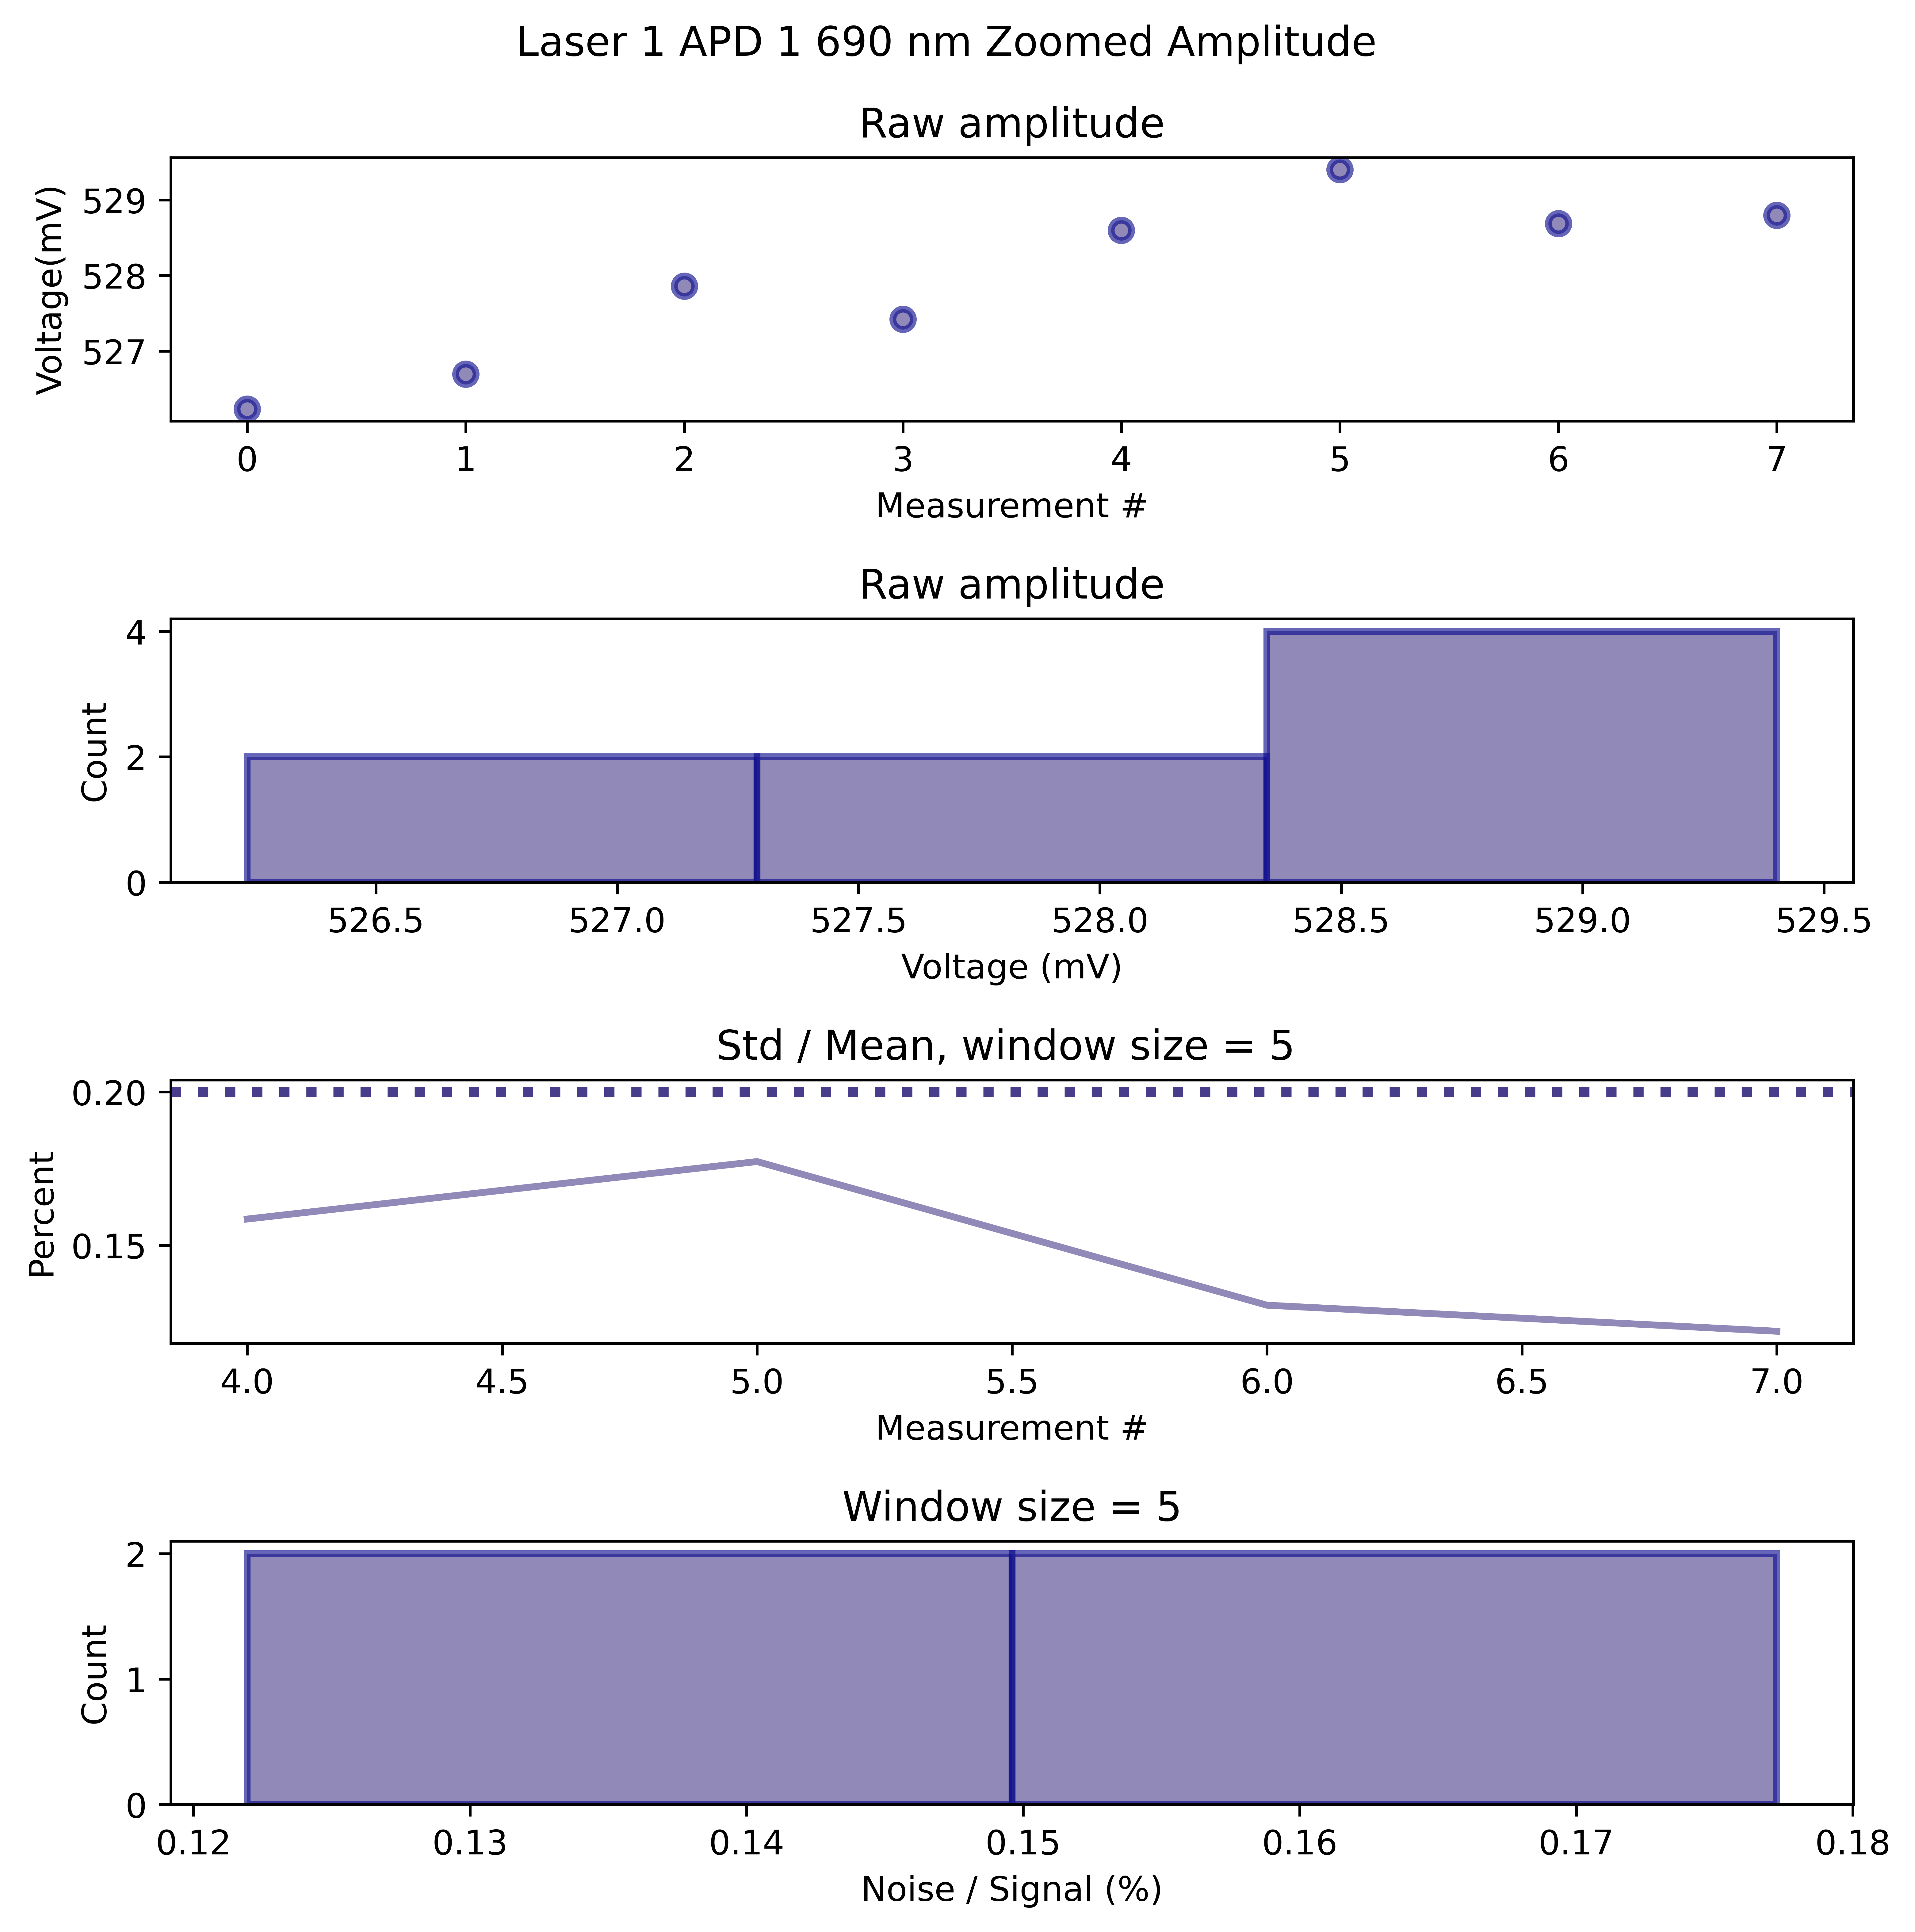 Laser 1 APD 1 690 nm Zoomed Amplitude
Raw amplitude
Voltage(mV)
529
528
527
0 1 2 3 4 5 6 7
Measurement #
Raw amplitude
Count
4
2
0
526.5 527.0 527.5 528.0 528.5 529.0 529.5
Voltage (mV)
Std / Mean, window size = 5
Percent
0.20
0.15
4.0 4.5 5.0 5.5 6.0 6.5 7.0
Measurement #
Window size = 5
Count
2
1
0
0.12 0.13 0.14 0.15 0.16 0.17 0.18
Noise / Signal (%)